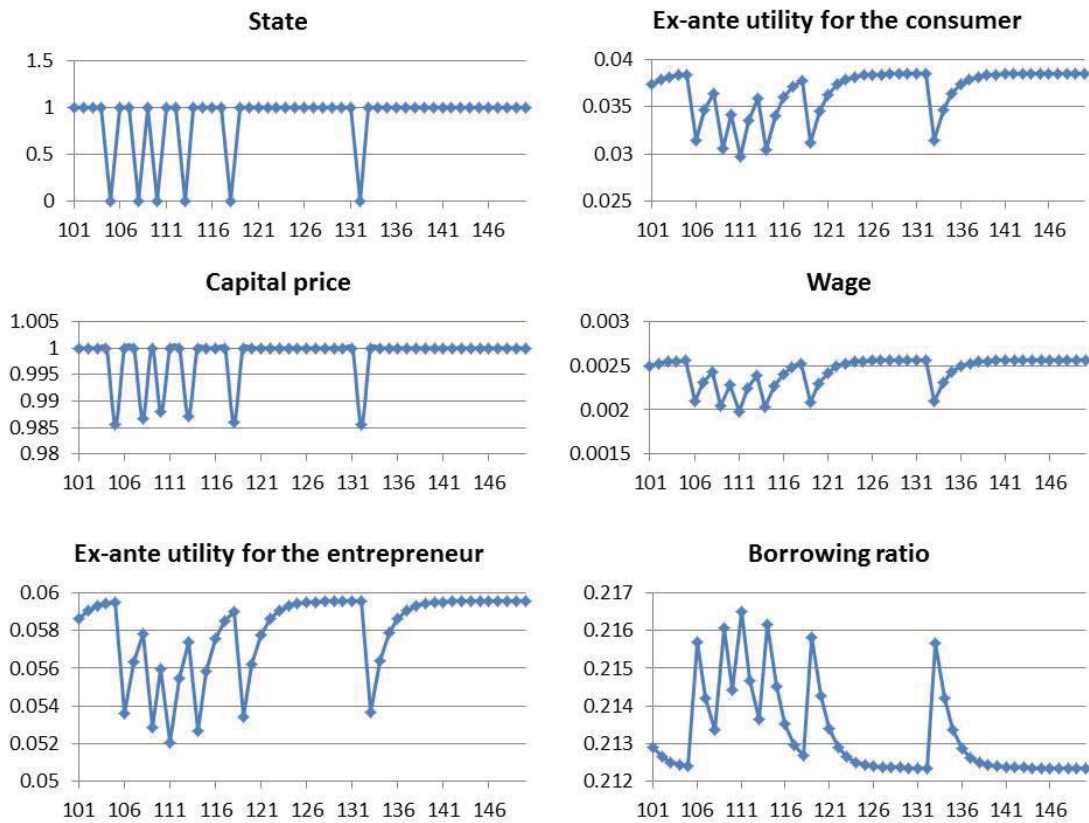 State
1.5
1
0.5
0
101 106 111 116 121 126 131 136 141 146
Ex-ante utility for the consumer
0.04
0.035
0.03
0.025
101 106 111 116 121 126 131 136 141 146
Capital price
1.005
1
0.995
0.99
0.985
0.98
101 106 111 116 121 126 131 136 141 146
Wage
0.003
0.0025
0.002
0.0015
101 106 111 116 121 126 131 136 141 146
Ex-ante utility for the entrepreneur
0.06
0.058
0.056
0.054
0.052
0.05
101 106 111 116 121 126 131 136 141 146
Borrowing ratio
0.217
0.216
0.215
0.214
0.213
0.212
101 106 111 116 121 126 131 136 141 146